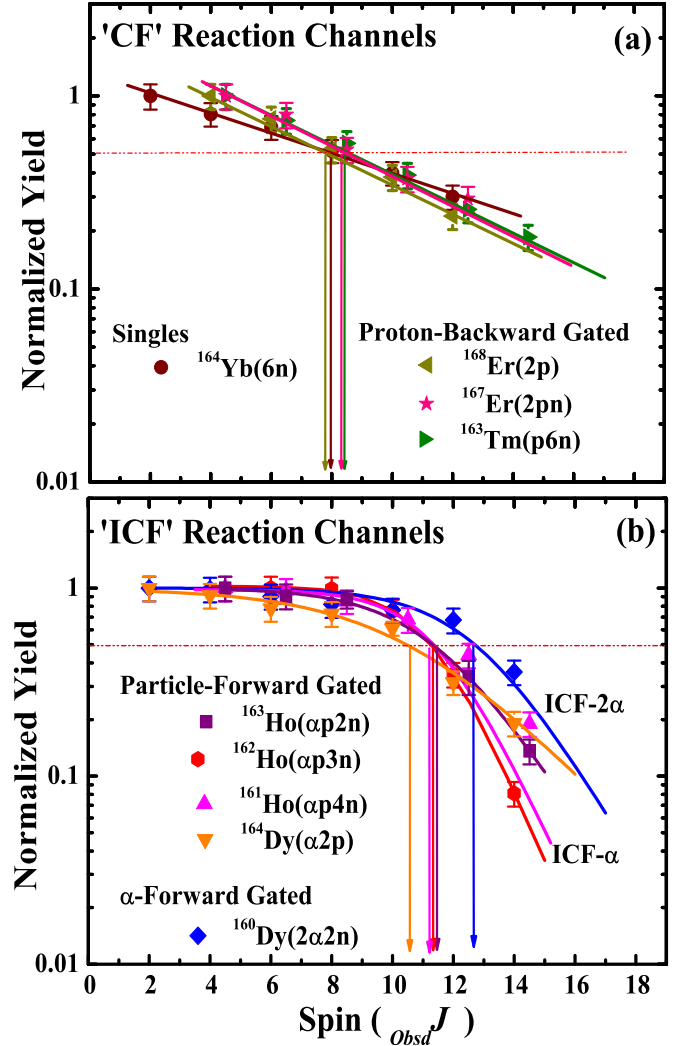 'CF' Reaction Channels
(a)
1
0.1
0.01
Normalized Yield
Singles
¹⁶⁴Yb(6n)
Proton-Backward Gated
¹⁶⁸Er(2p)
¹⁶⁷Er(2pn)
¹⁶³Tm(p6n)
'ICF' Reaction Channels
(b)
1
0.1
0.01
Normalized Yield
Particle-Forward Gated
¹⁶³Ho(αp2n)
¹⁶²Ho(αp3n)
¹⁶¹Ho(αp4n)
¹⁶⁴Dy(α2p)
α-Forward Gated
¹⁶⁰Dy(2α2n)
ICF-2α
ICF-α
0 2 4 6 8 10 12 14 16 18
Spin ( Obsd J )